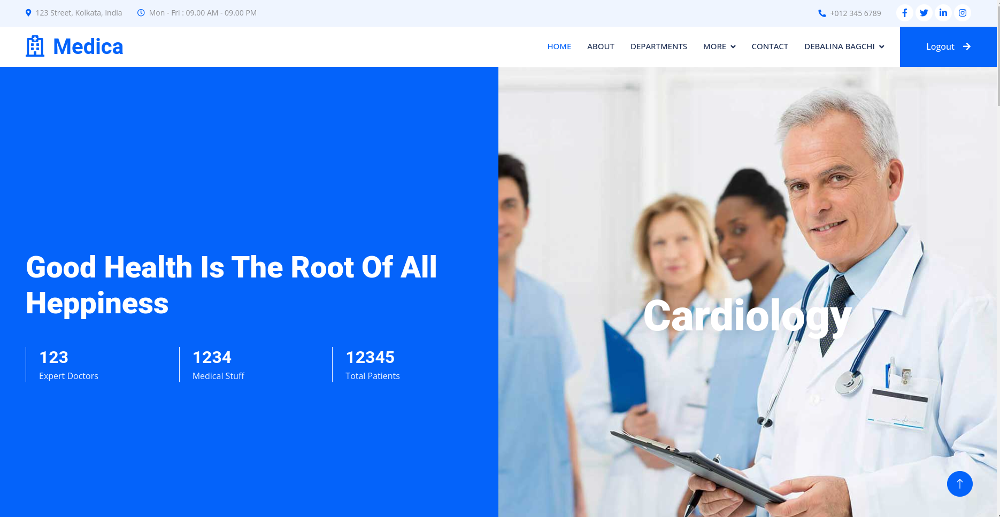 123 Street, Kolkata, India
Mon - Fri : 09.00 AM - 09.00 PM
+012 345 6789
Medica
HOME
ABOUT
DEPARTMENTS
MORE
CONTACT
DEBALINA BAGCHI
Logout
Good Health Is The Root Of All
Heppiness
123
Expert Doctors
1234
Medical Stuff
12345
Total Patients
Cardiology